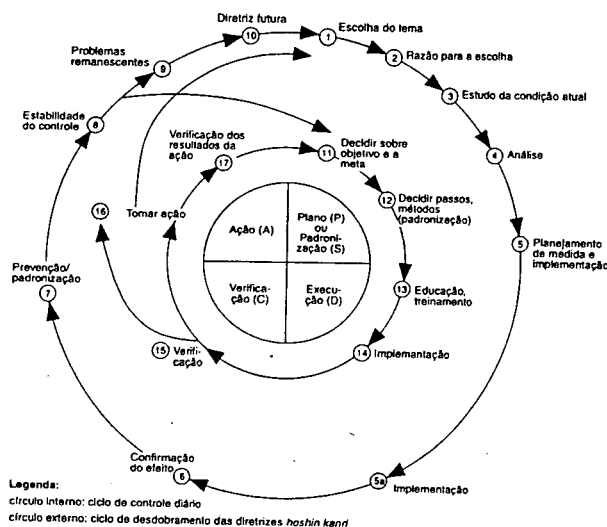 Diretriz futura
10
1
Escolha do tema
2
Razão para a escolha
3
Estudo da condição atual
4
Análise
5
Planejamento
de medida e
implementação
5a
Implementação
6
Confirmação
do efeito
7
Prevenção/
padronização
8
Estabilidade
do controle
9
Problemas
remanescentes
11
Decidir sobre
objetivo e a
meta
12
Decidir passos,
métodos
(padronização)
13
Educação,
treinamento
14
Implemantação
15
Verifi-
cação
16
Tomar ação
17
Verificação dos
resultados da
ação
Ação (A)
Plano (P)
ou
Padroni-
zação (S)
Verifica-
ção (C)
Execu-
ção (D)
Legenda:
círculo interno: ciclo de controle diário
círculo externo: ciclo de desdobramento das diretrizes hoshin kanri